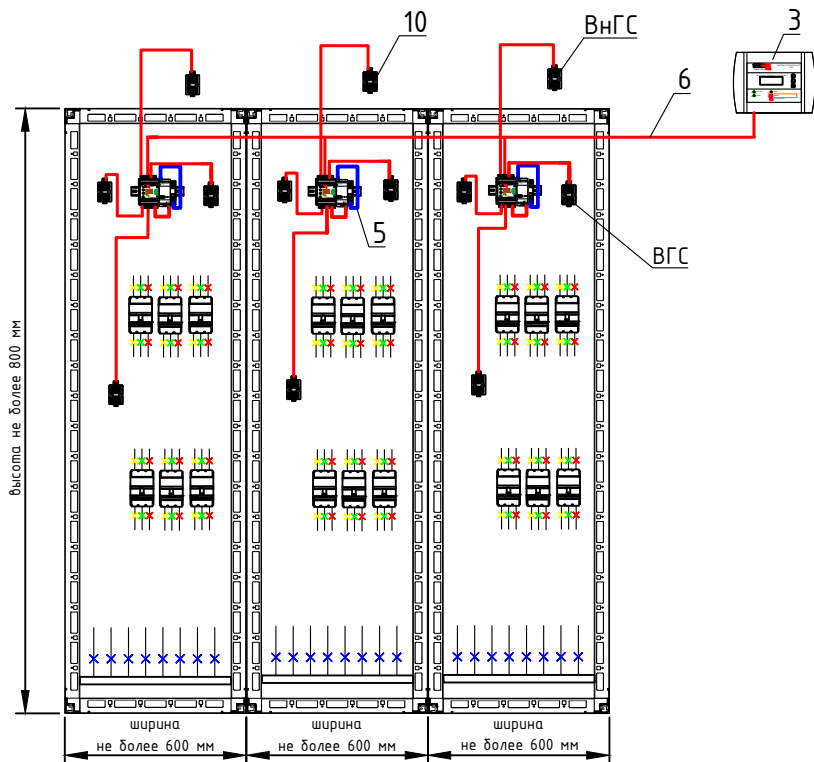 10
ВнГС
3
6
5
ВГС
высота не более 800 мм
ширина
не более 600 мм
ширина
не более 600 мм
ширина
не более 600 мм